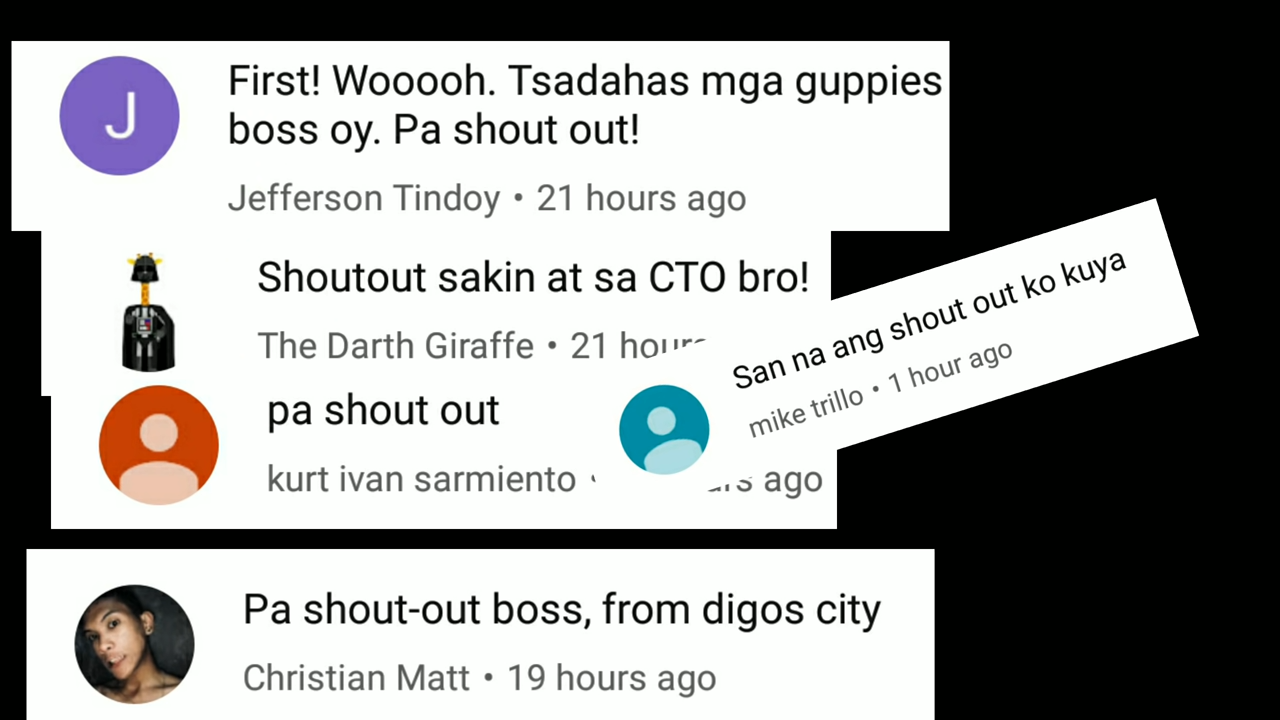 J
First! Wooooh. Tsadahas mga guppies
boss oy. Pa shout out!
Jefferson Tindoy • 21 hours ago
Shoutout sakin at sa CTO bro!
The Darth Giraffe • 21
San na ang shout out ko kuya
mike trillo • 1 hour ago
pa shout out
kurt ivan sarmiento ago
Pa shout-out boss, from digos city
Christian Matt • 19 hours ago